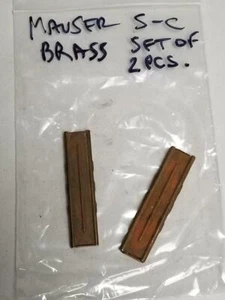 MAUSER S-C
BRASS SET OF
2 PCS.